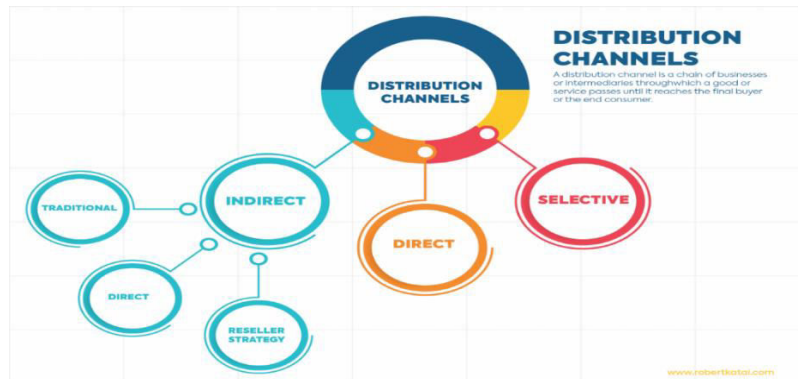 DISTRIBUTION
CHANNELS
A distribution channel is a chain of businesses
or intermediaries throughwhich a good or
service passes until it reaches the final buyer
or the end consumer.
DISTRIBUTION
CHANNELS
TRADITIONAL
INDIRECT
SELECTIVE
DIRECT
DIRECT
RESELLER
STRATEGY
www.robertkatai.com